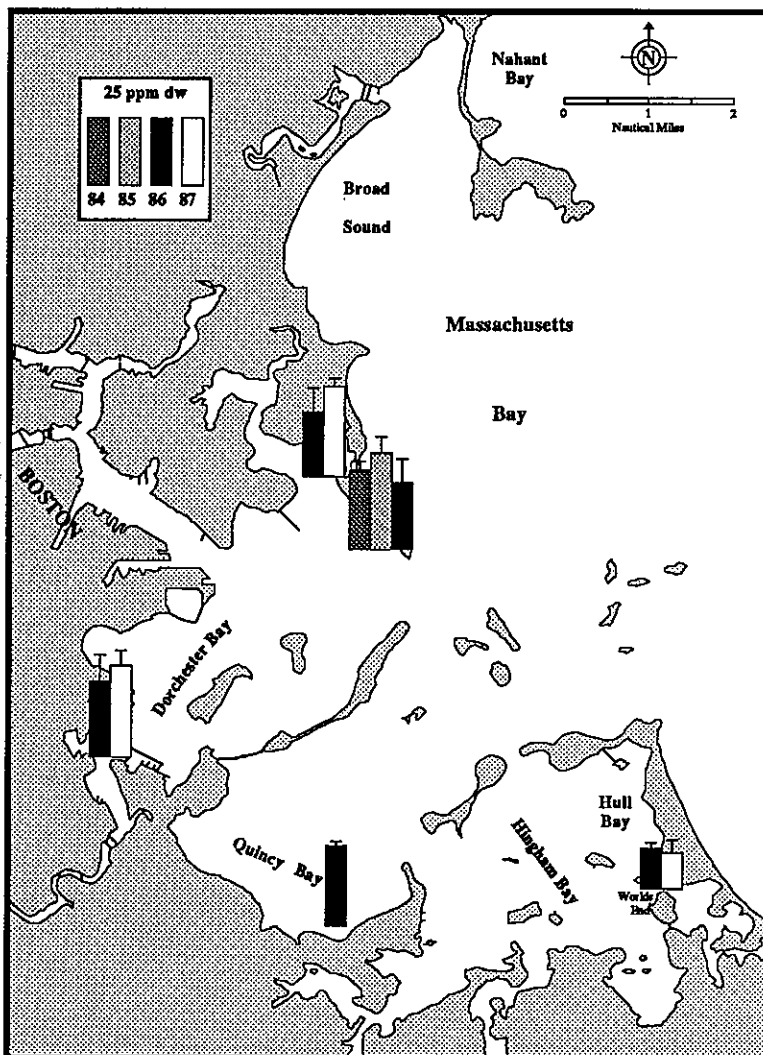 25 ppm dw
84 85 86 87
Nahant
Bay
N
0 1 2
Nautical Miles
Broad
Sound
Massachusetts
Bay
BOSTON
Dorchester Bay
Quincy Bay
Hingham Bay
Hull
Bay
Worlds
End